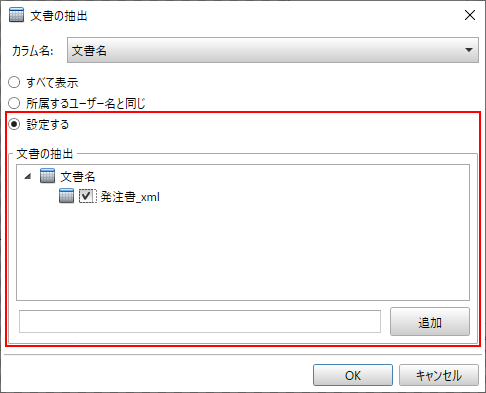 文書の抽出
カラム名: 文書名
すべて表示
所属するユーザー名と同じ
設定する
文書の抽出
文書名
発注書_xml
追加
OK キャンセル